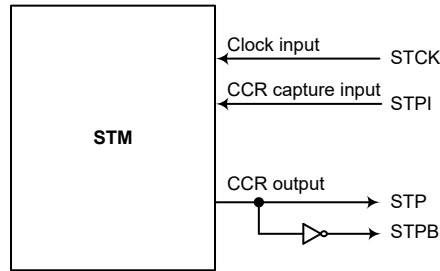 Clock input
STCK
CCR capture input
STPI
STM
CCR output
STP
STPB